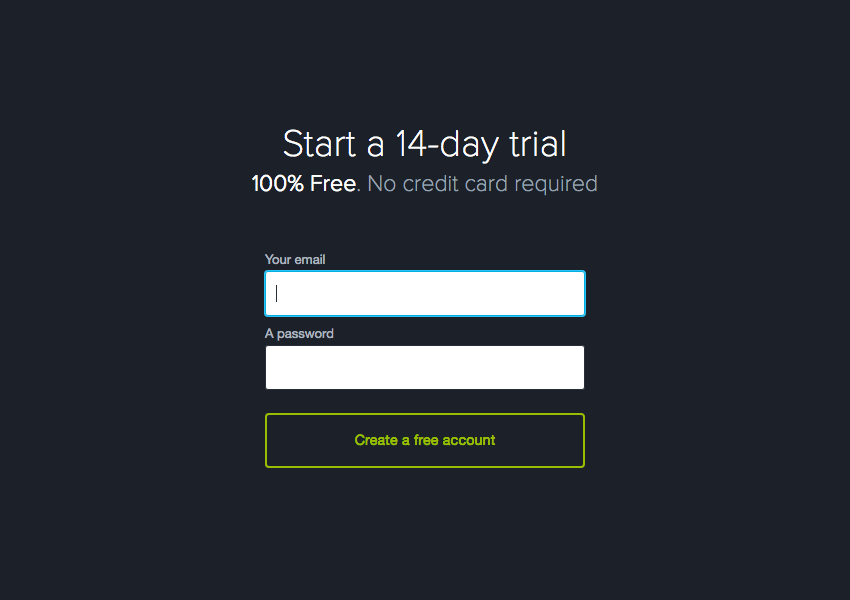 Start a 14-day trial
100% Free. No credit card required
Your email
A password
Create a free account